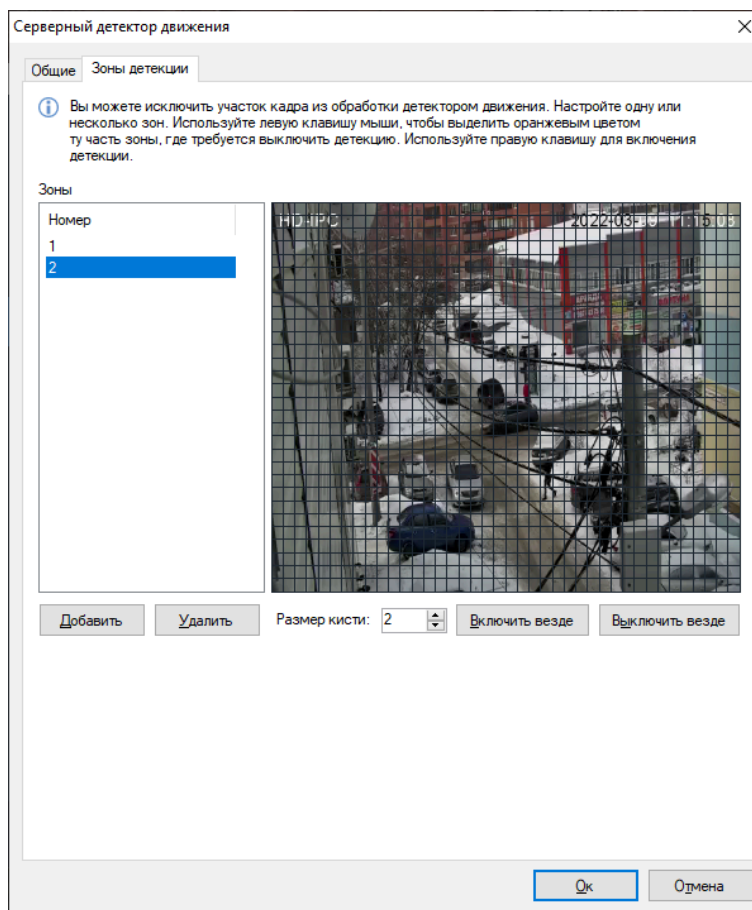 Серверный детектор движения
Общие
Зоны детекции
Вы можете исключить участок кадра из обработки детектором движения. Настройте одну или
несколько зон. Используйте левую клавишу мыши, чтобы выделить оранжевым цветом
ту часть зоны, где требуется выключить детекцию. Используйте правую клавишу для включения
детекции.
Зоны
Номер
1
2
HD-IPC
Добавить
Удалить
Размер кисти:
2
Включить везде
Выключить везде
Ок
Отмена